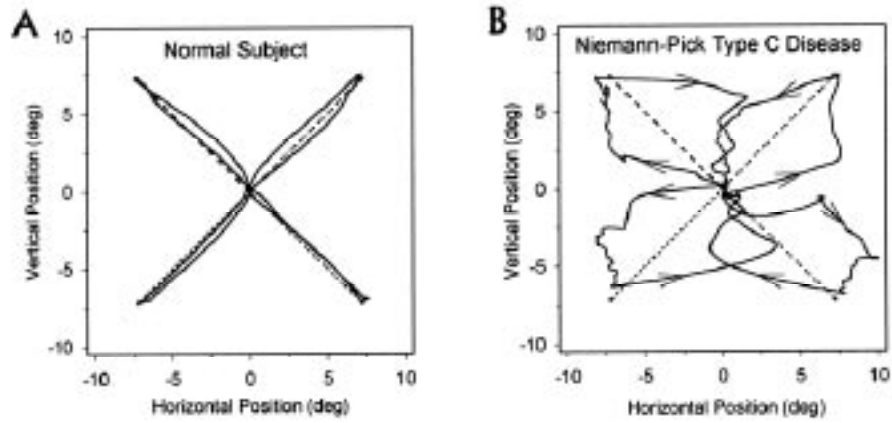 A
Normal Subject
10
5
0
-5
-10
Vertical Position (deg)
-10 -5 0 5 10
Horizontal Position (deg)
B
Niemann-Pick Type C Disease
10
5
0
-5
-10
Vertical Position (deg)
-10 -5 0 5 10
Horizontal Position (deg)